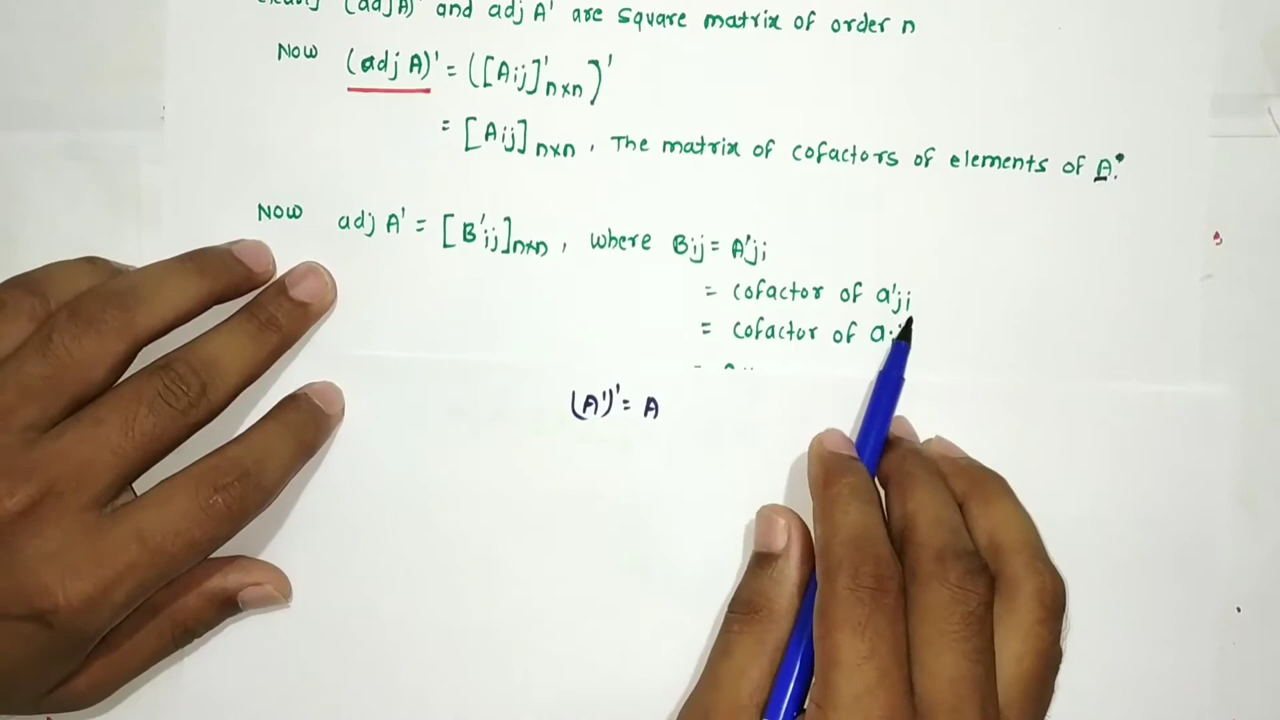 (adj A)' and adj A' are square matrix of order n
Now (adj A)' = ([Aij]'n×n)'
= [Aij]n×n, The matrix of cofactors of elements of A.
Now adj A' = [B'ij]n×n, where Bij = A'ji
= cofactor of a'ji
= cofactor of a
(A')' = A